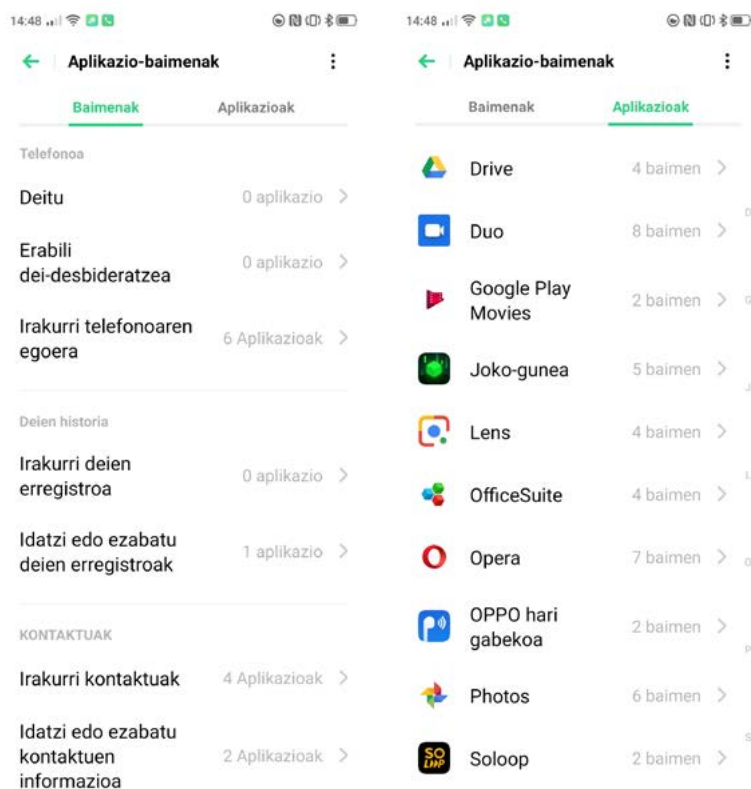 14:48
Aplikazio-baimenak
Baimenak Aplikazioak
Telefonoa
Deitu 0 aplikazio
Erabili
dei-desbideratzea 0 aplikazio
Irakurri telefonoaren
egoera 6 Aplikazioak
Deien historia
Irakurri deien
erregistroa 0 aplikazio
Idatzi edo ezabatu
deien erregistroak 1 aplikazio
KONTAKTUAK
Irakurri kontaktuak 4 Aplikazioak
Idatzi edo ezabatu
kontaktuen
informazioa 2 Aplikazioak
14:48
Aplikazio-baimenak
Baimenak Aplikazioak
Drive 4 baimen
D
Duo 8 baimen
Google Play
Movies 2 baimen
G
Joko-gunea 5 baimen
J
Lens 4 baimen
L
OfficeSuite 4 baimen
Opera 7 baimen
O
OPPO hari
gabekoa 2 baimen
P
Photos 6 baimen
S
SO
LOOP
Soloop 2 baimen